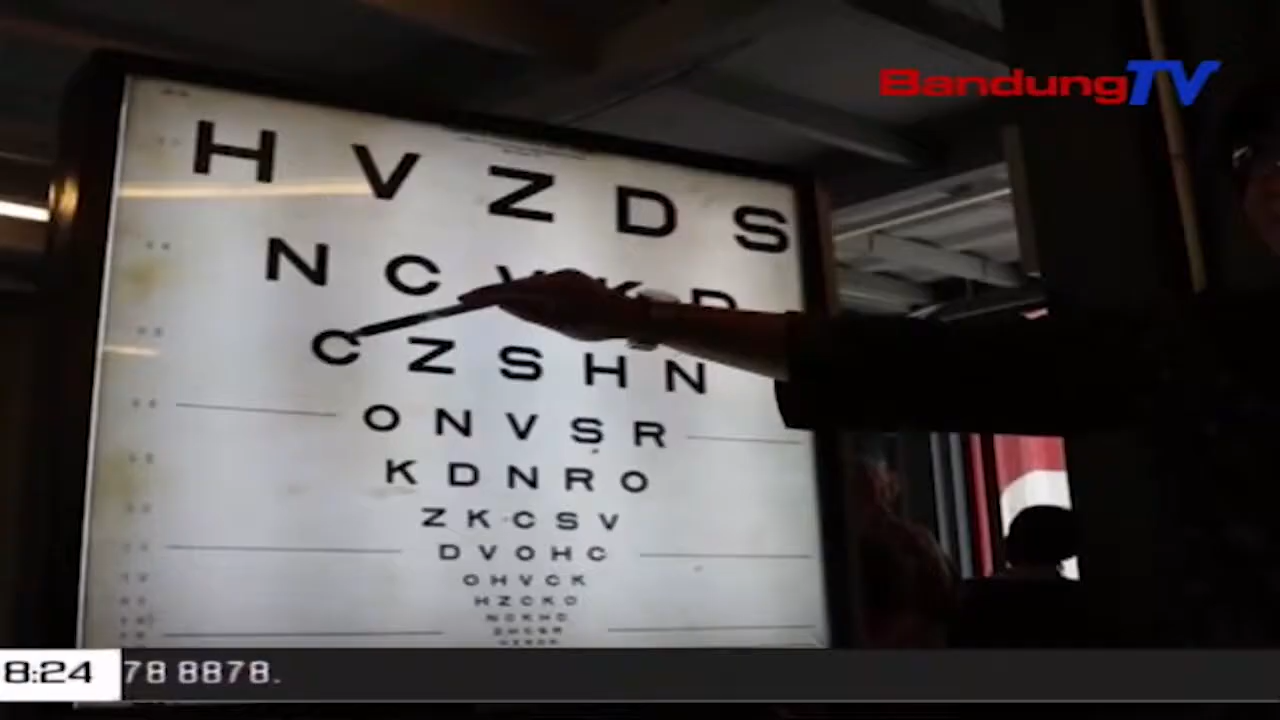 BandungTV
H V Z D S
N C V K D
C Z S H N
O N V S R
K D N R O
Z K C S V
D V O H C
O H V C K
H Z C K O
N C K H D
8:24 78 8878.